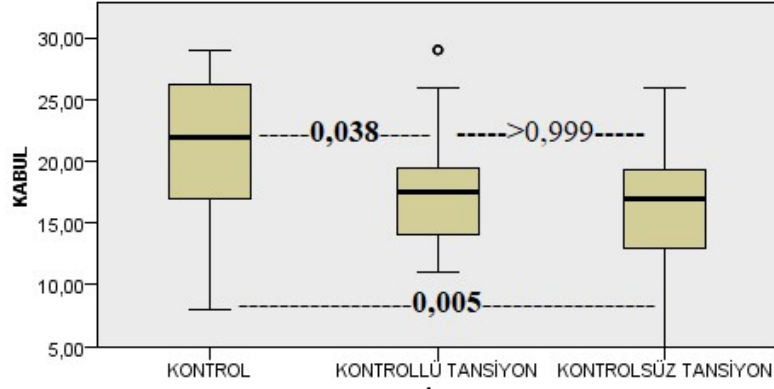 30,00
25,00
20,00
15,00
10,00
5,00
KABUL
0,038
>0,999
0,005
KONTROL
KONTROLLÜ TANSİYON
KONTROLSÜZ TANSİYON